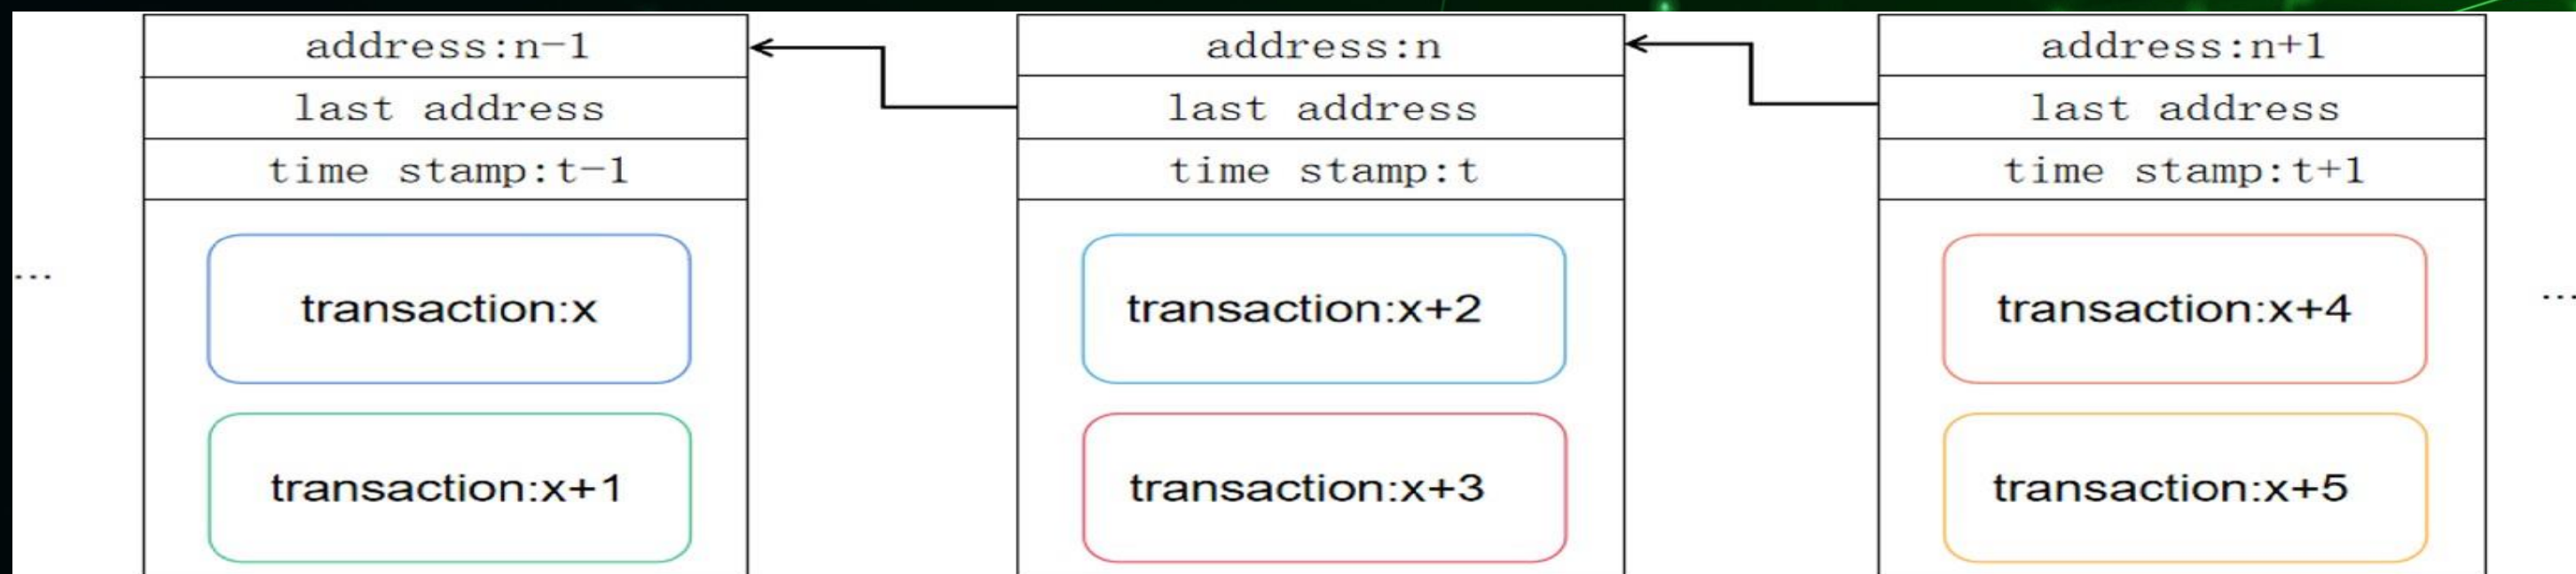 address:n-1
last address
time stamp:t-1
transaction:x
transaction:x+1
address:n
last address
time stamp:t
transaction:x+2
transaction:x+3
address:n+1
last address
time stamp:t+1
transaction:x+4
transaction:x+5
...
...